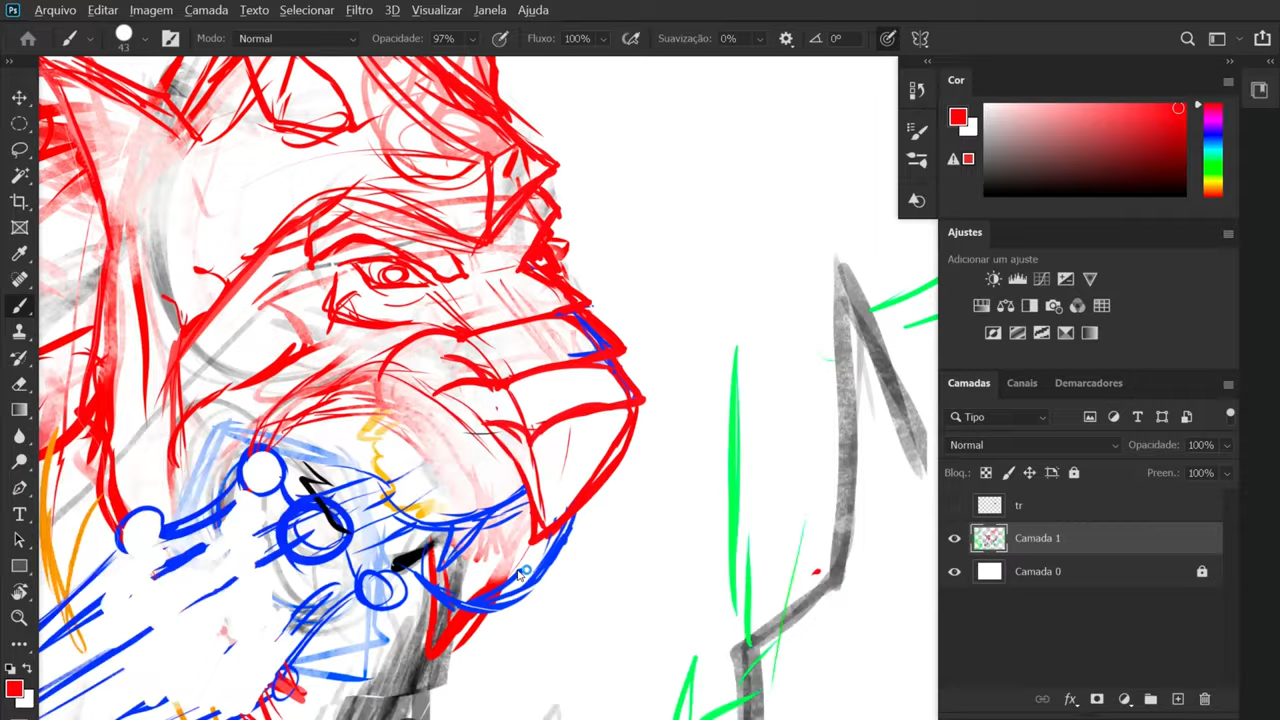 Ps Arquivo Editar Imagem Camada Texto Selecionar Filtro 3D Visualizar Janela Ajuda
43 Modo: Normal Opacidade: 97% Fluxo: 100% Suavização: 0% 0°
Cor
Ajustes
Adicionar um ajuste
Camadas Canais Demarcadores
Tipo
Normal Opacidade: 100%
Bloq.: Preen.: 100%
tr
Camada 1
Camada 0
fx